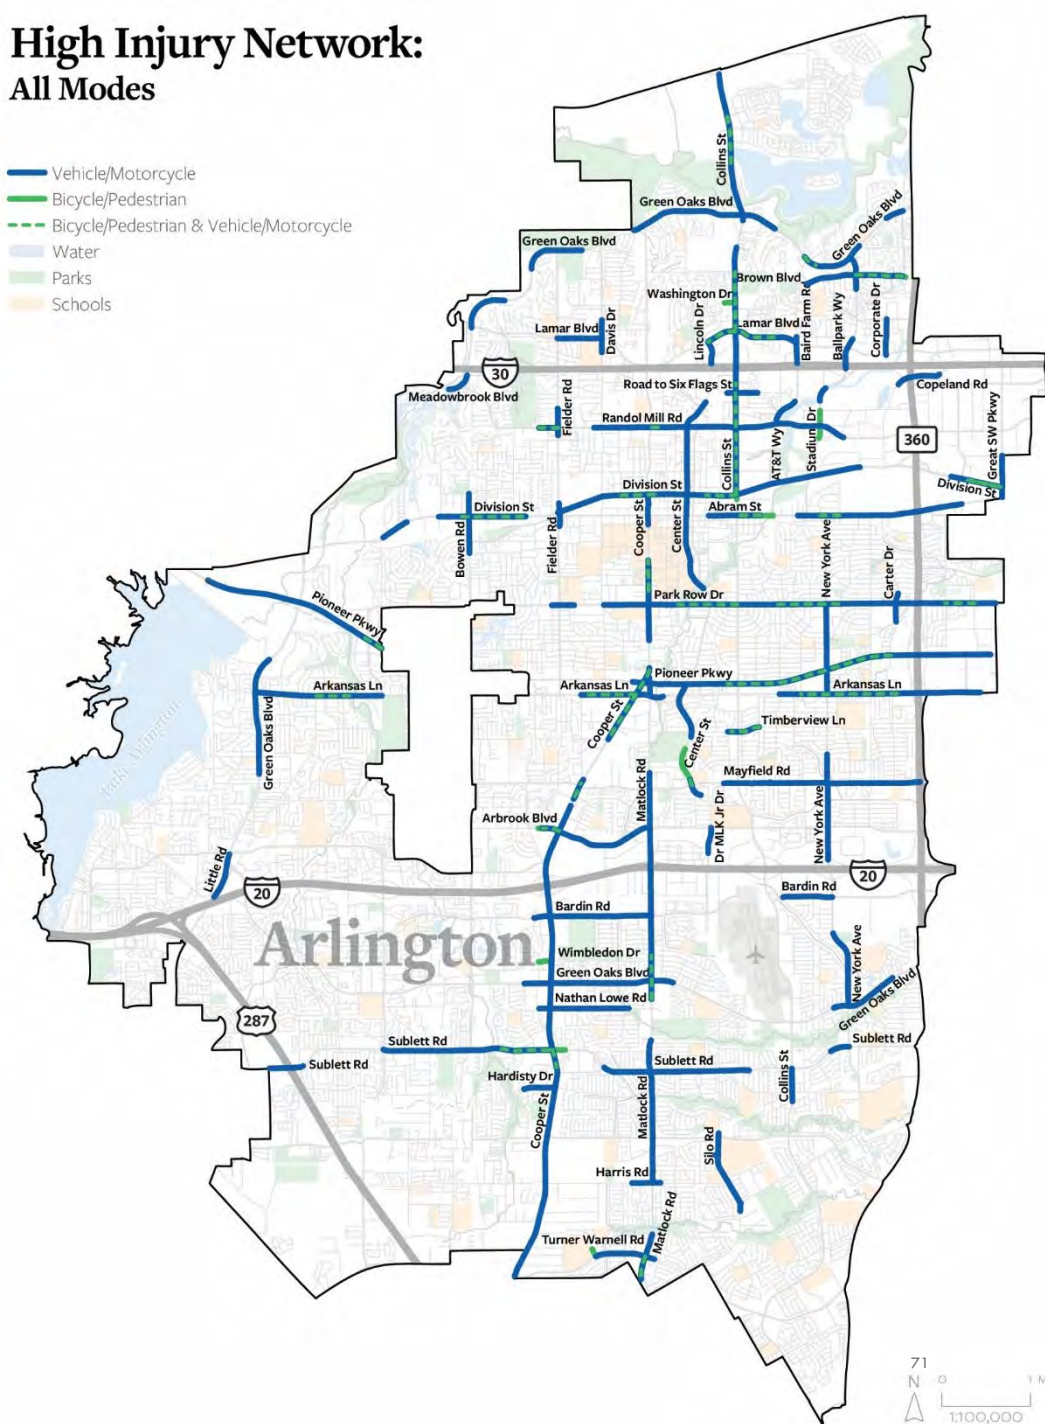 High Injury Network:
All Modes
Vehicle/Motorcycle
Bicycle/Pedestrian
Bicycle/Pedestrian & Vehicle/Motorcycle
Water
Parks
Schools
Collins St
Green Oaks Blvd
Green Oaks Blvd
Green Oaks Blvd
Brown Blvd
Washington Dr
Lincoln Dr
Lamar Blvd
Baird Farm Rd
Ballpark Wy
Corporate Dr
Lamar Blvd
Davis Dr
30
Meadowbrook Blvd
Fielder Rd
Road to Six Flags St
Copeland Rd
Randol Mill Rd
Collins St
AT&T Wy
Stadium Dr
360
Great SW Pkwy
Division St
Division St
Division St
Bowen Rd
Fielder Rd
Cooper St
Center St
Abram St
New York Ave
Carter Dr
Park Row Dr
Pioneer Pkwy
Pioneer Pkwy
Arkansas Ln
Arkansas Ln
Arkansas Ln
Green Oaks Blvd
Lake Arlington
Cooper St
Center St
Timberview Ln
Mayfield Rd
Matlock Rd
Arbrook Blvd
Dr MLK Jr Dr
New York Ave
Little Rd
20
20
Bardin Rd
Bardin Rd
Arlington
Wimbledon Dr
Green Oaks Blvd
Nathan Lowe Rd
New York Ave
Green Oaks Blvd
287
Sublett Rd
Sublett Rd
Sublett Rd
Sublett Rd
Hardisty Dr
Cooper St
Matlock Rd
Collins St
Silo Rd
Harris Rd
Turner Warnell Rd
Matlock Rd
71
N
0 1 M
1:100,000